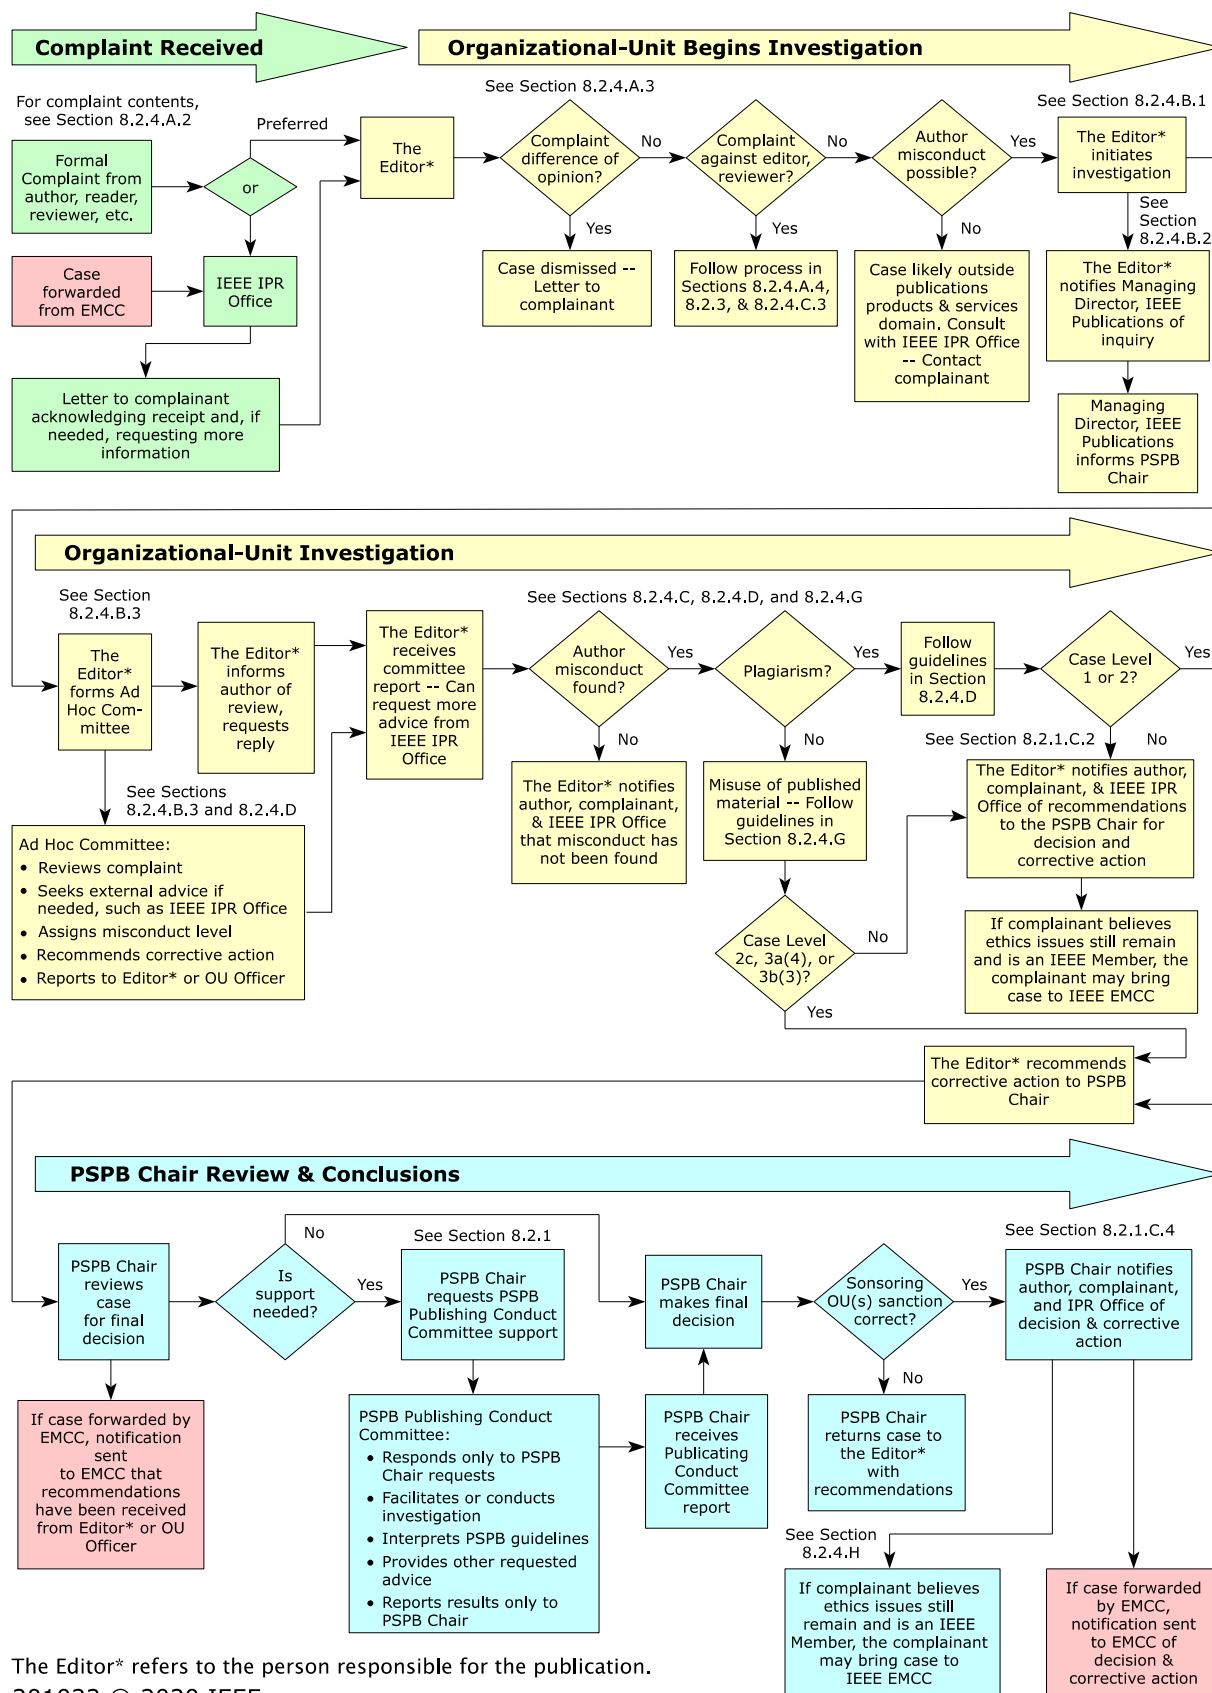 Complaint Received
Organizational-Unit Begins Investigation
For complaint contents,
see Section 8.2.4.A.2
Formal
Complaint from
author, reader,
reviewer, etc.
or
Preferred
Case
forwarded
from EMCC
IEEE IPR
Office
Letter to complainant
acknowledging receipt and, if
needed, requesting more
information
The
Editor*
See Section 8.2.4.A.3
Complaint
difference of
opinion?
No
Yes
Case dismissed --
Letter to
complainant
Complaint
against editor,
reviewer?
No
Yes
Follow process in
Sections 8.2.4.A.4,
8.2.3, & 8.2.4.C.3
Author
misconduct
possible?
Yes
No
Case likely outside
publications
products & services
domain. Consult
with IEEE IPR Office
-- Contact
complainant
See Section 8.2.4.B.1
The Editor*
initiates
investigation
See
Section
8.2.4.B.2
The Editor*
notifies Managing
Director, IEEE
Publications of
inquiry
Managing
Director, IEEE
Publications
informs PSPB
Chair
Organizational-Unit Investigation
See Section
8.2.4.B.3
The
Editor*
forms Ad
Hoc Com-
mittee
The Editor*
informs
author of
review,
requests
reply
See Sections
8.2.4.B.3 and 8.2.4.D
Ad Hoc Committee:
• Reviews complaint
• Seeks external advice if
needed, such as IEEE IPR Office
• Assigns misconduct level
• Recommends corrective action
• Reports to Editor* or OU Officer
The Editor*
receives
committee
report -- Can
request more
advice from
IEEE IPR
Office
See Sections 8.2.4.C, 8.2.4.D, and 8.2.4.G
Author
misconduct
found?
Yes
No
The Editor* notifies
author, complainant,
& IEEE IPR Office
that misconduct has
not been found
Plagiarism?
Yes
No
Misuse of published
material -- Follow
guidelines in
Section 8.2.4.G
Case Level
2c, 3a(4), or
3b(3)?
No
Yes
Follow
guidelines
in Section
8.2.4.D
Case Level
1 or 2?
Yes
No
See Section 8.2.1.C.2
The Editor* notifies author,
complainant, & IEEE IPR
Office of recommendations
to the PSPB Chair for
decision and
corrective action
If complainant believes
ethics issues still remain
and is an IEEE Member, the
complainant may bring
case to IEEE EMCC
The Editor* recommends
corrective action to PSPB
Chair
PSPB Chair Review & Conclusions
PSPB Chair
reviews
case
for final
decision
If case forwarded by
EMCC, notification
sent
to EMCC that
recommendations
have been received
from Editor* or OU
Officer
Is
support
needed?
No
Yes
See Section 8.2.1
PSPB Chair
requests PSPB
Publishing Conduct
Committee support
PSPB Publishing Conduct
Committee:
• Responds only to PSPB
Chair requests
• Facilitates or conducts
investigation
• Interprets PSPB guidelines
• Provides other requested
advice
• Reports results only to
PSPB Chair
PSPB Chair
makes final
decision
PSPB Chair
receives
Publicating
Conduct
Committee
report
Sonsoring
OU(s) sanction
correct?
Yes
No
PSPB Chair
returns case to
the Editor*
with
recommendations
See Section 8.2.1.C.4
PSPB Chair notifies
author, complainant,
and IPR Office of
decision & corrective
action
See Section
8.2.4.H
If complainant believes
ethics issues still
remain and is an IEEE
Member, the complainant
may bring case to
IEEE EMCC
If case forwarded
by EMCC,
notification sent
to EMCC of
decision &
corrective action
The Editor* refers to the person responsible for the publication.